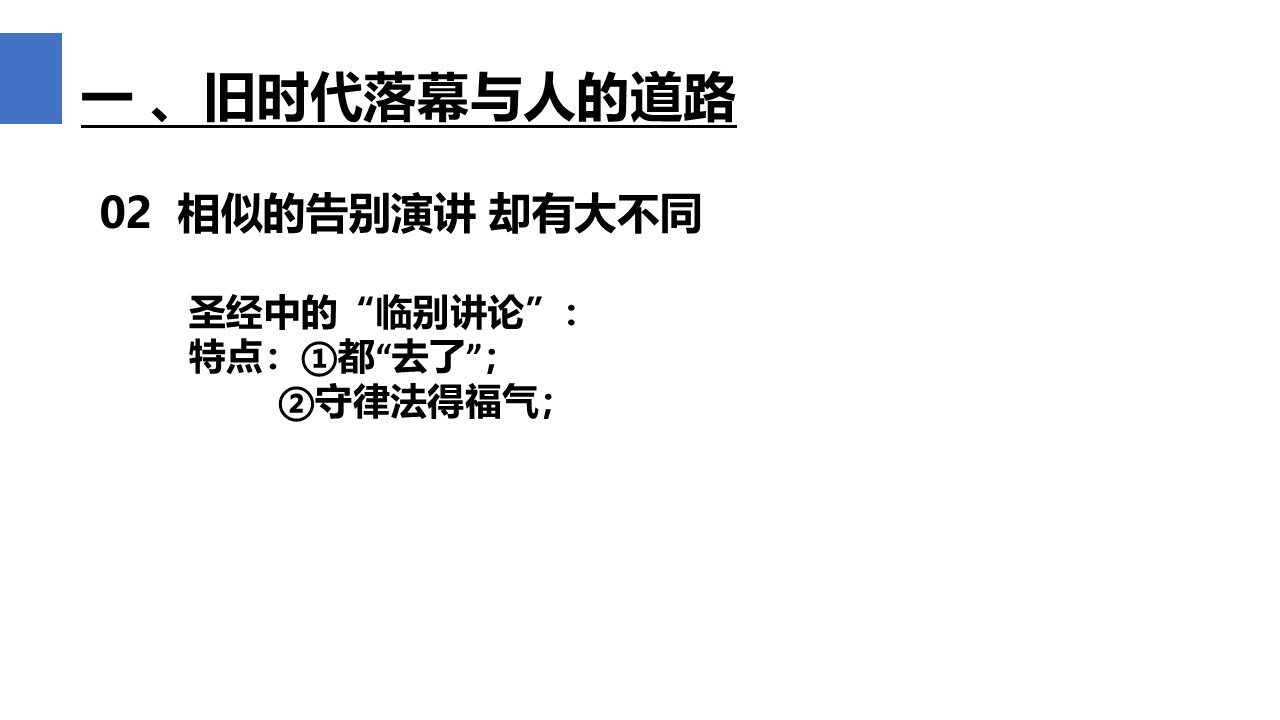 一 、旧时代落幕与人的道路
02 相似的告别演讲 却有大不同
圣经中的“临别讲论”：
特点：①都“去了”；
②守律法得福气；